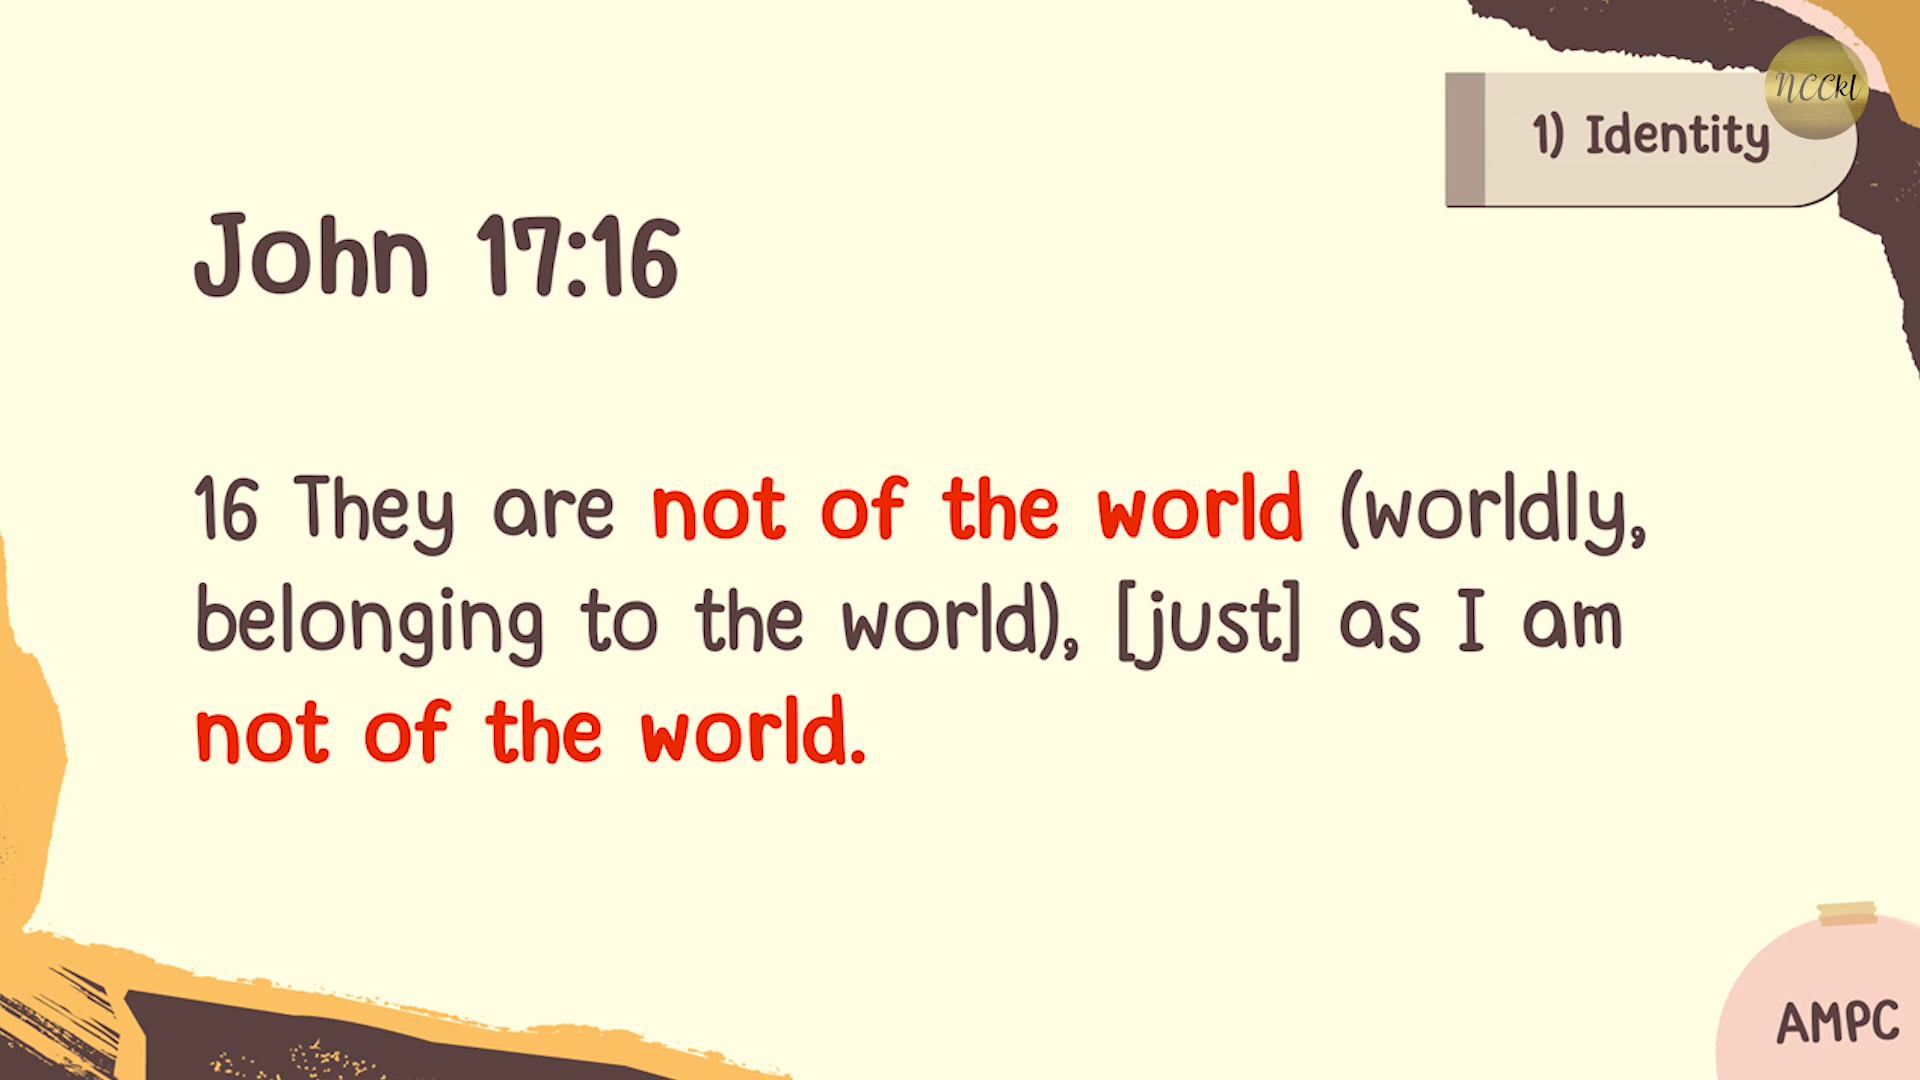 NCCkl
1) Identity
John 17:16
16 They are not of the world (worldly,
belonging to the world), [just] as I am
not of the world.
AMPC